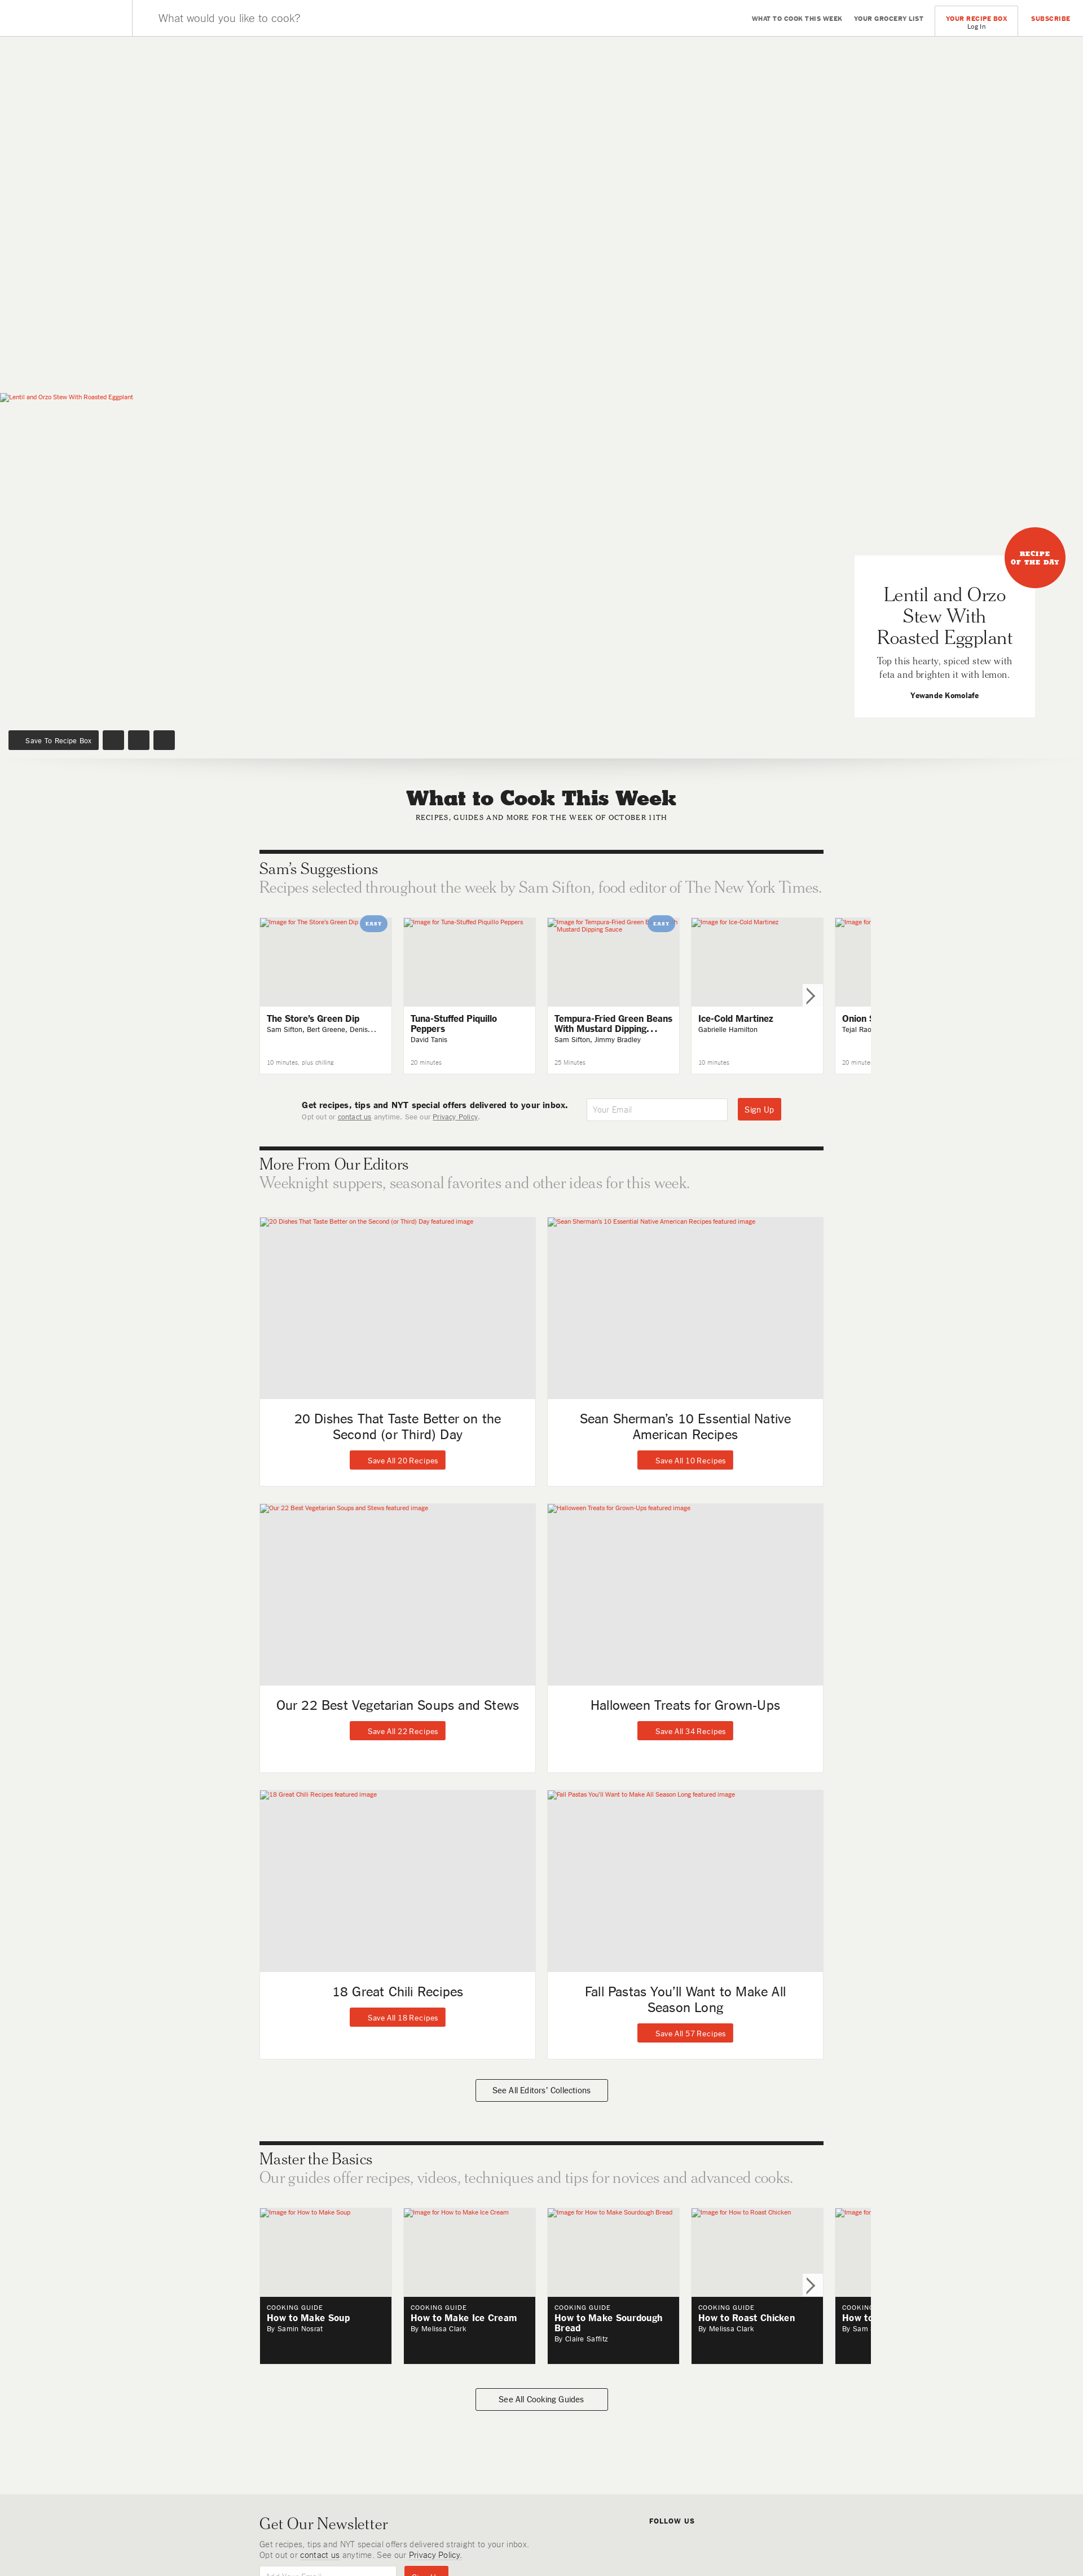 What would you like to cook?
WHAT TO COOK THIS WEEK
YOUR GROCERY LIST
YOUR RECIPE BOX
Log In
SUBSCRIBE
Lentil and Orzo Stew With Roasted Eggplant
RECIPE
OF THE DAY
Lentil and Orzo
Stew With
Roasted Eggplant
Top this hearty, spiced stew with
feta and brighten it with lemon.
Yewande Komolafe
Save To Recipe Box
What to Cook This Week
RECIPES, GUIDES AND MORE FOR THE WEEK OF OCTOBER 11TH
Sam's Suggestions
Recipes selected throughout the week by Sam Sifton, food editor of The New York Times.
Image for The Store's Green Dip
EASY
The Store's Green Dip
Sam Sifton, Bert Greene, Denis...
10 minutes, plus chilling
Image for Tuna-Stuffed Piquillo Peppers
Tuna-Stuffed Piquillo
Peppers
David Tanis
20 minutes
Image for Tempura-Fried Green B
Mustard Dipping Sauce
EASY
Tempura-Fried Green Beans
With Mustard Dipping...
Sam Sifton, Jimmy Bradley
25 Minutes
Image for Ice-Cold Martinez
Ice-Cold Martinez
Gabrielle Hamilton
10 minutes
Image for
Onion S
Tejal Rao
20 minute
Get recipes, tips and NYT special offers delivered to your inbox.
Opt out or contact us anytime. See our Privacy Policy.
Your Email
Sign Up
More From Our Editors
Weeknight suppers, seasonal favorites and other ideas for this week.
20 Dishes That Taste Better on the Second (or Third) Day featured image
20 Dishes That Taste Better on the
Second (or Third) Day
Save All 20 Recipes
Sean Sherman's 10 Essential Native American Recipes featured image
Sean Sherman's 10 Essential Native
American Recipes
Save All 10 Recipes
Our 22 Best Vegetarian Soups and Stews featured image
Our 22 Best Vegetarian Soups and Stews
Save All 22 Recipes
Halloween Treats for Grown-Ups featured image
Halloween Treats for Grown-Ups
Save All 34 Recipes
18 Great Chili Recipes featured image
18 Great Chili Recipes
Save All 18 Recipes
Fall Pastas You'll Want to Make All Season Long featured image
Fall Pastas You'll Want to Make All
Season Long
Save All 57 Recipes
See All Editors' Collections
Master the Basics
Our guides offer recipes, videos, techniques and tips for novices and advanced cooks.
Image for How to Make Soup
COOKING GUIDE
How to Make Soup
By Samin Nosrat
Image for How to Make Ice Cream
COOKING GUIDE
How to Make Ice Cream
By Melissa Clark
Image for How to Make Sourdough Bread
COOKING GUIDE
How to Make Sourdough
Bread
By Claire Saffitz
Image for How to Roast Chicken
COOKING GUIDE
How to Roast Chicken
By Melissa Clark
Image for
COOKING
How to
By Sam
See All Cooking Guides
Get Our Newsletter
Get recipes, tips and NYT special offers delivered straight to your inbox.
Opt out or contact us anytime. See our Privacy Policy.
FOLLOW US